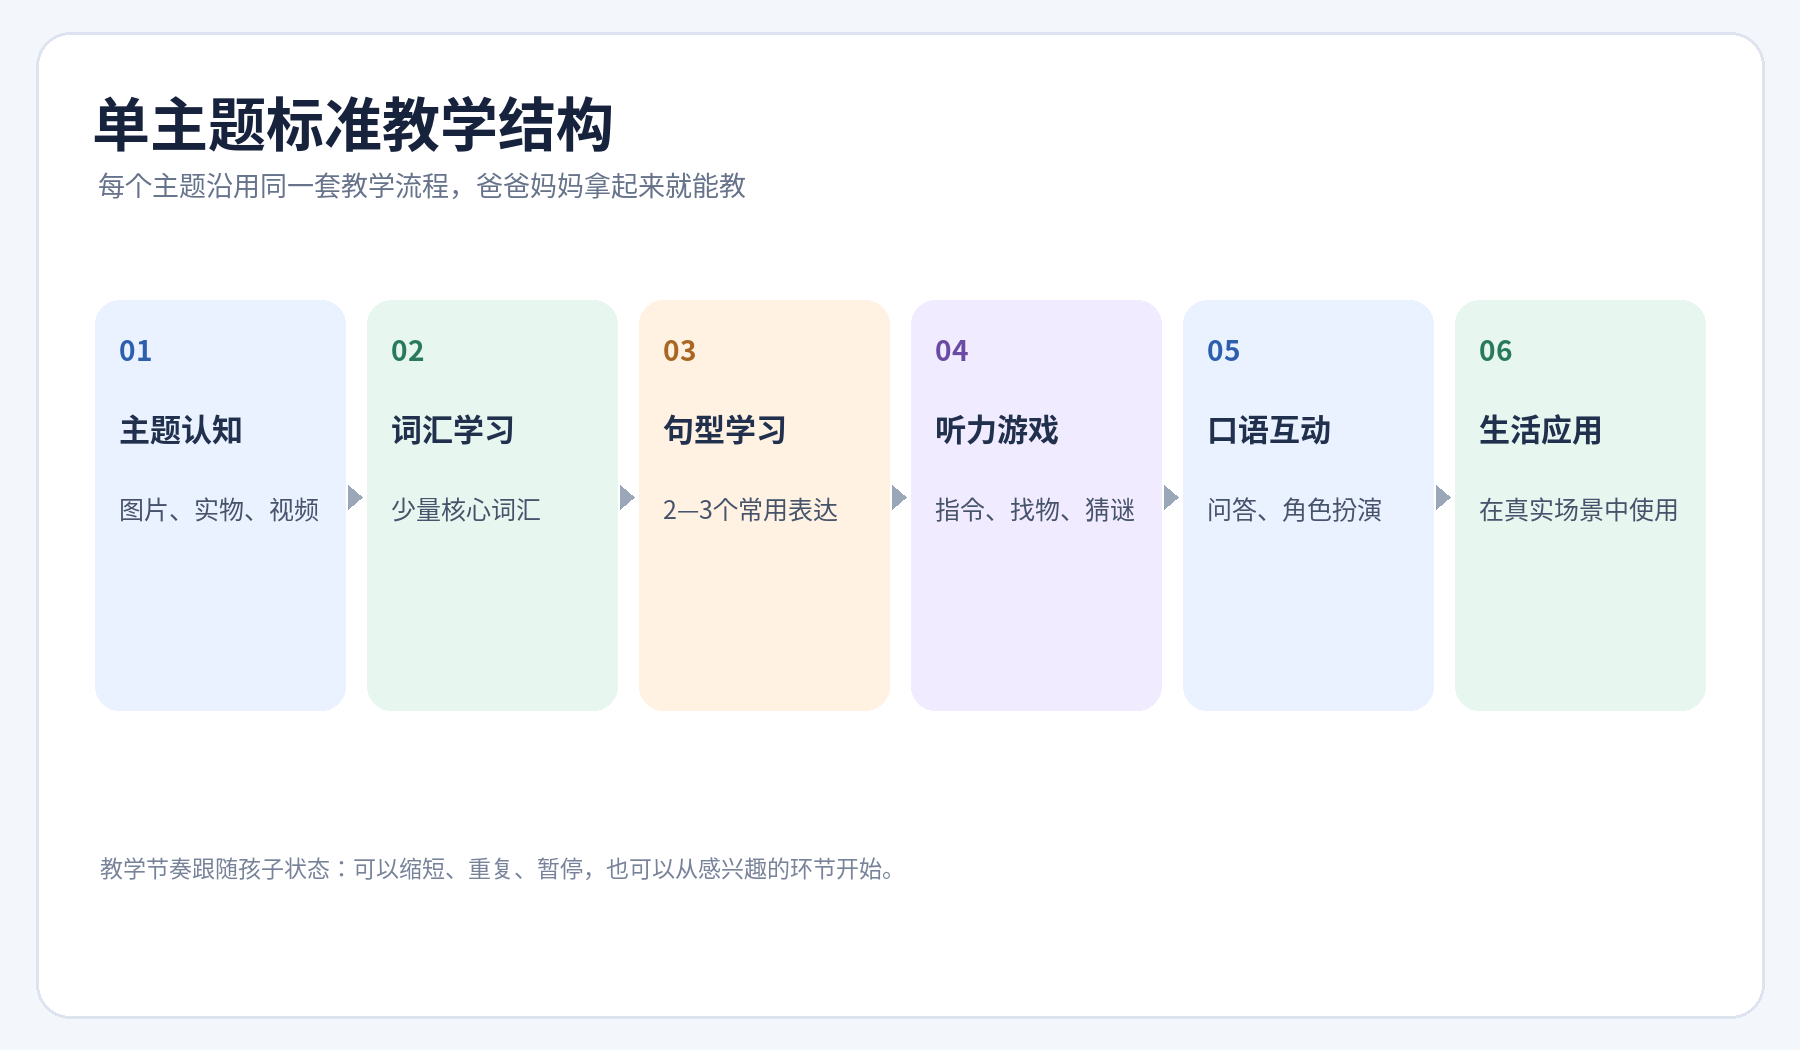 单主题标准教学结构
每个主题沿用同一套教学流程，爸爸妈妈拿起来就能教
01
主题认知
图片、实物、视频
02
词汇学习
少量核心词汇
03
句型学习
2—3个常用表达
04
听力游戏
指令、找物、猜谜
05
口语互动
问答、角色扮演
06
生活应用
在真实场景中使用
教学节奏跟随孩子状态：可以缩短、重复、暂停，也可以从感兴趣的环节开始。